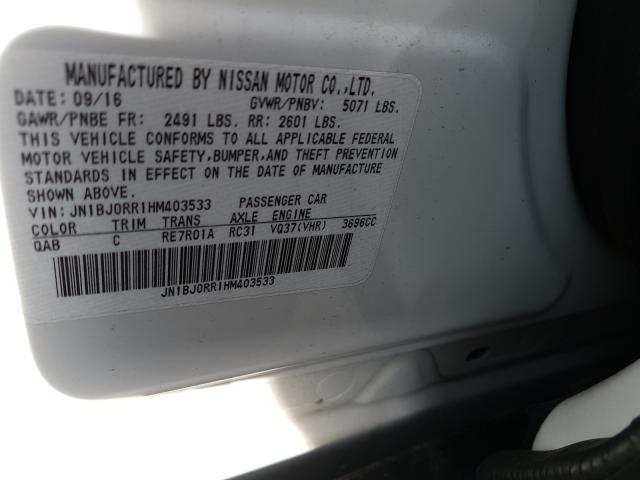 MANUFACTURED BY NISSAN MOTOR CO.,LTD.
DATE: 09/16 GVWR/PNBV: 5071 LBS.
GAWR/PNBE FR: 2491 LBS. RR: 2601 LBS.
THIS VEHICLE CONFORMS TO ALL APPLICABLE FEDERAL
MOTOR VEHICLE SAFETY,BUMPER,AND THEFT PREVENTION
STANDARDS IN EFFECT ON THE DATE OF MANUFACTURE
SHOWN ABOVE.
VIN: JN1BJ0RR1HM403533 PASSENGER CAR
COLOR TRIM TRANS AXLE ENGINE
QAB C RE7R01A RC31 VQ37(VHR) 3696CC
JN1BJ0RR1HM403533